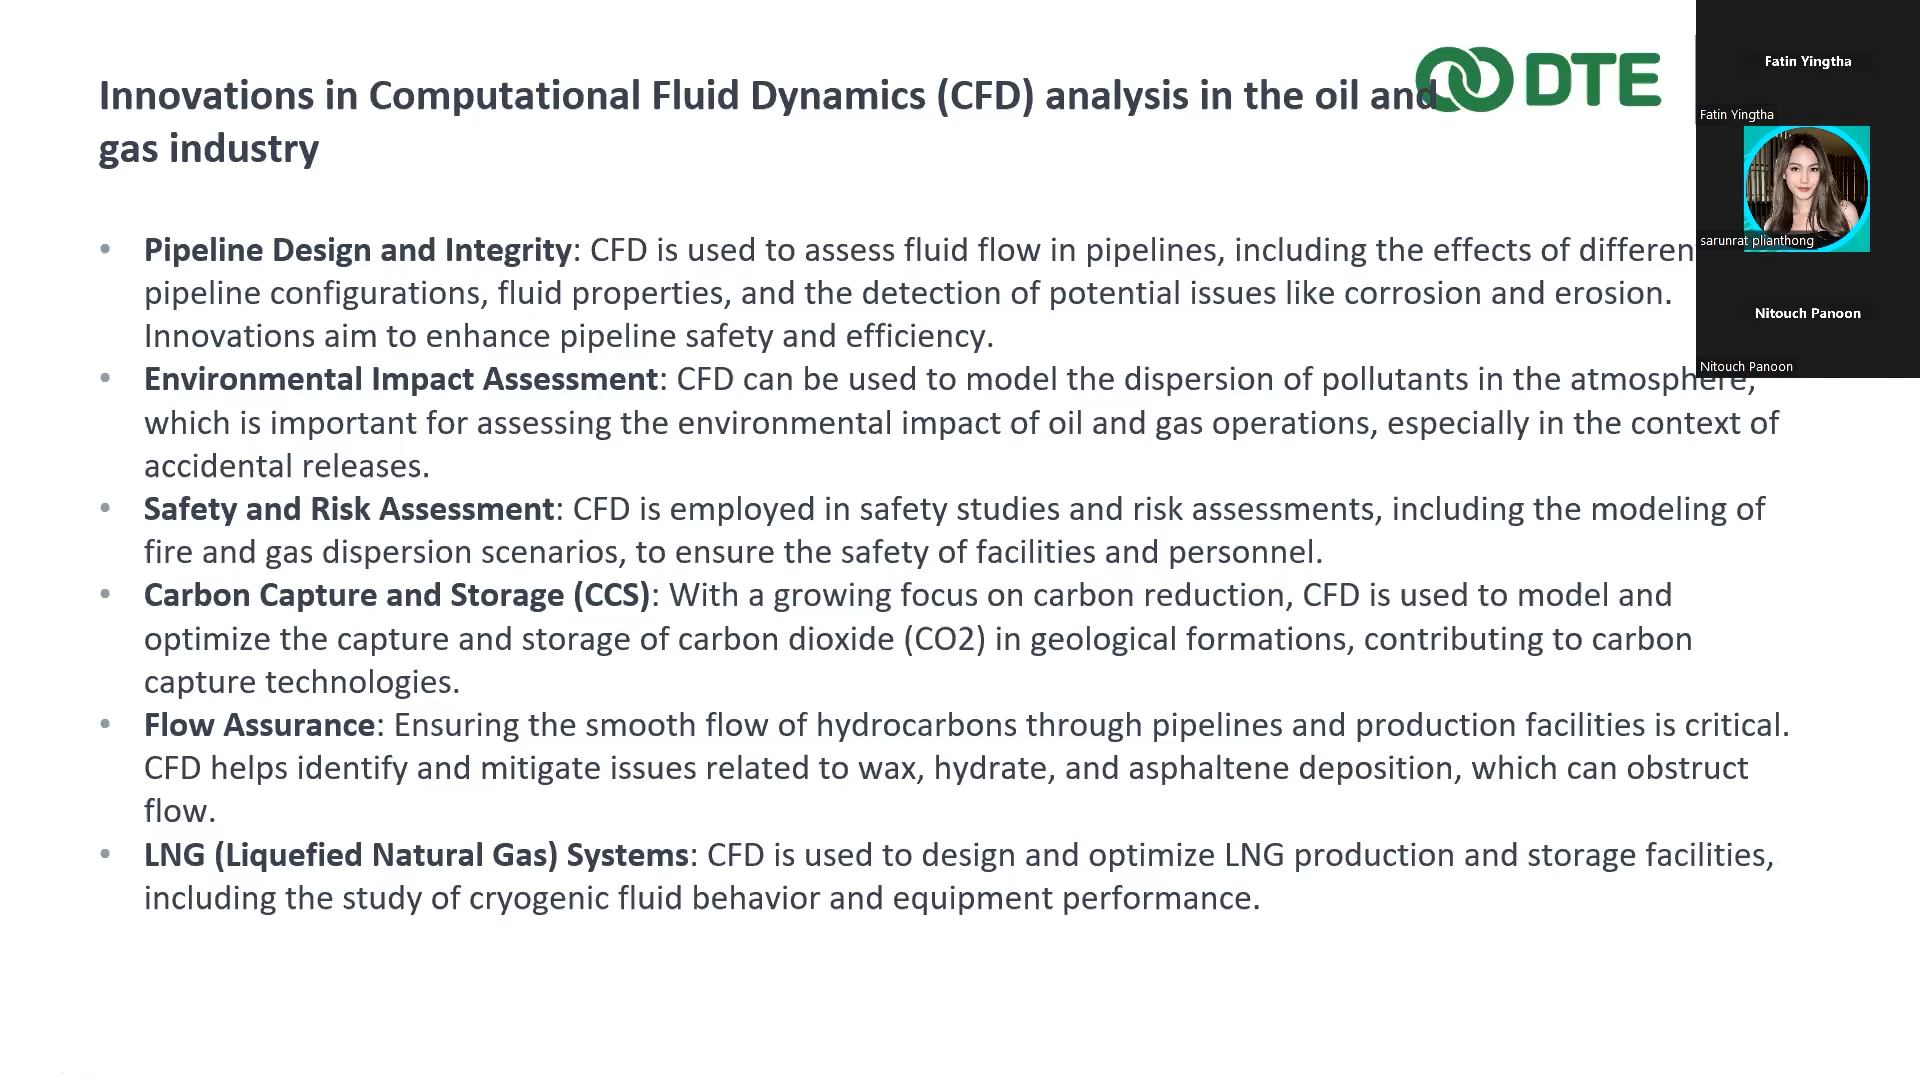 Innovations in Computational Fluid Dynamics (CFD) analysis in the oil and
gas industry
DTE
• Pipeline Design and Integrity: CFD is used to assess fluid flow in pipelines, including the effects of differen
pipeline configurations, fluid properties, and the detection of potential issues like corrosion and erosion.
Innovations aim to enhance pipeline safety and efficiency.
• Environmental Impact Assessment: CFD can be used to model the dispersion of pollutants in the atmosphere,
which is important for assessing the environmental impact of oil and gas operations, especially in the context of
accidental releases.
• Safety and Risk Assessment: CFD is employed in safety studies and risk assessments, including the modeling of
fire and gas dispersion scenarios, to ensure the safety of facilities and personnel.
• Carbon Capture and Storage (CCS): With a growing focus on carbon reduction, CFD is used to model and
optimize the capture and storage of carbon dioxide (CO2) in geological formations, contributing to carbon
capture technologies.
• Flow Assurance: Ensuring the smooth flow of hydrocarbons through pipelines and production facilities is critical.
CFD helps identify and mitigate issues related to wax, hydrate, and asphaltene deposition, which can obstruct
flow.
• LNG (Liquefied Natural Gas) Systems: CFD is used to design and optimize LNG production and storage facilities,
including the study of cryogenic fluid behavior and equipment performance.
Fatin Yingtha
Fatin Yingtha
sarunrat plianthong
Nitouch Panoon
Nitouch Panoon